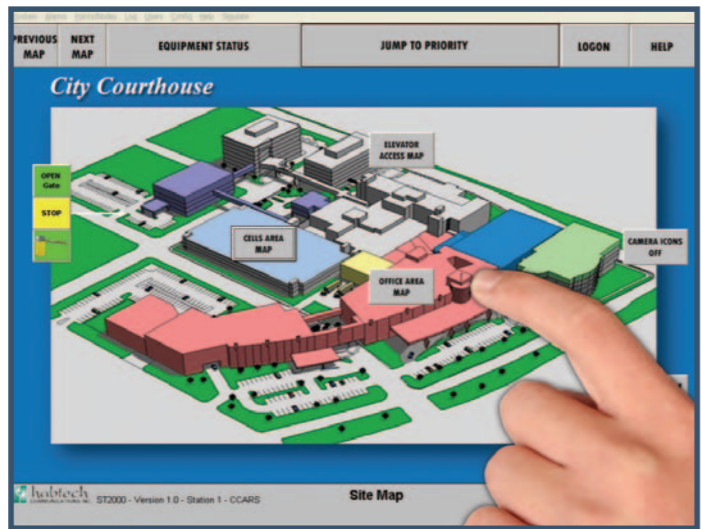 PREVIOUS
MAP
NEXT
MAP
EQUIPMENT STATUS
JUMP TO PRIORITY
LOGON
HELP
City Courthouse
ELEVATOR
ACCESS MAP
OPEN
Gate
STOP
CELLS AREA
MAP
CAMERA ICONS
OFF
OFFICE AREA
MAP
habtech
COMMUNICATIONS INC.
ST2000 - Version 1.0 - Station 1 - CCARS
Site Map